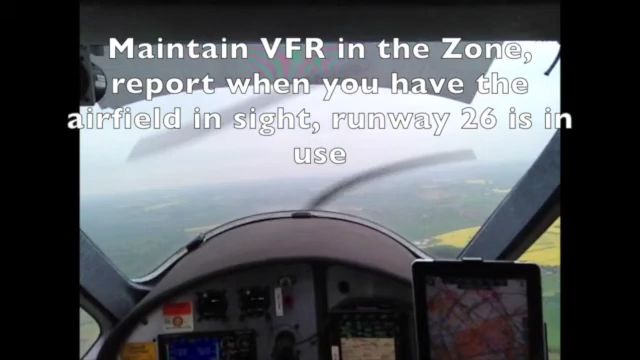 Maintain VFR in the Zone,
report when you have the
airfield in sight, runway 26 is in
use